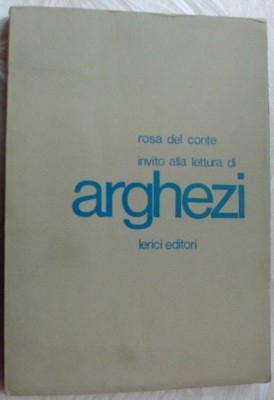 rosa del conte
invito alla lettura di
arghezi
lerici editori